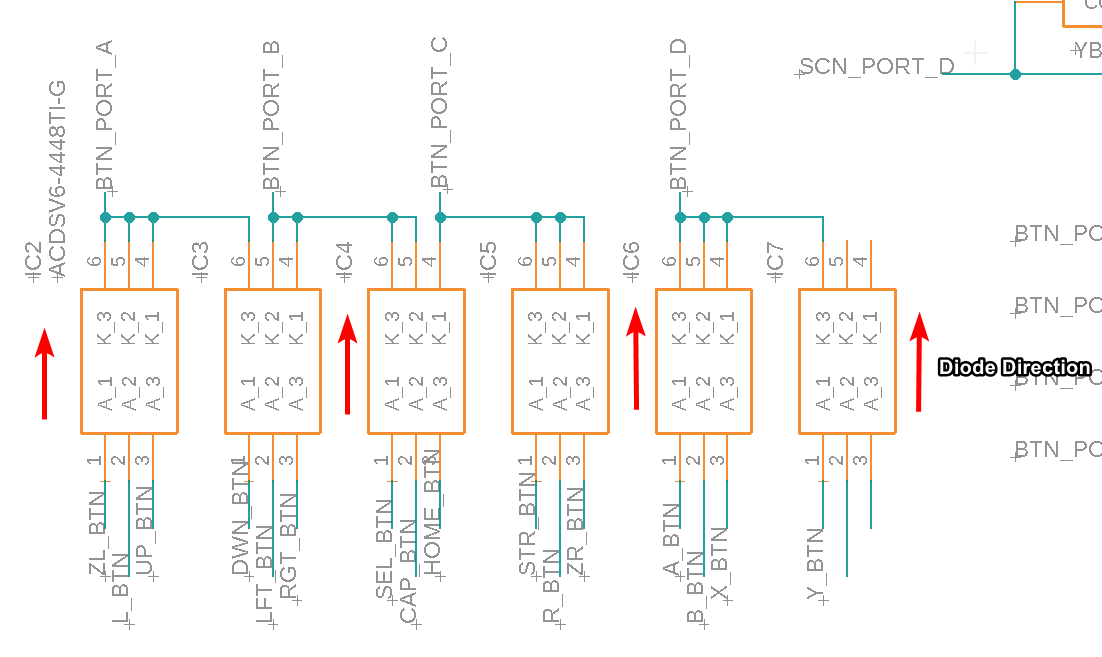 BTN_PORT_A
BTN_PORT_B
BTN_PORT_C
BTN_PORT_D
SCN_PORT_D
YB
IC2
ACDSV6-4448TI-G
IC3
IC4
IC5
IC6
IC7
6 5 4
6 5 4
6 5 4
6 5 4
6 5 4
6 5 4
K_3 K_2 K_1
K_3 K_2 K_1
K_3 K_2 K_1
K_3 K_2 K_1
K_3 K_2 K_1
K_3 K_2 K_1
A_1 A_2 A_3
A_1 A_2 A_3
A_1 A_2 A_3
A_1 A_2 A_3
A_1 A_2 A_3
A_1 A_2 A_3
1 2 3
1 2 3
1 2 3
1 2 3
1 2 3
1 2 3
ZL_BTN
L_BTN
UP_BTN
DWN_BTN
LFT_BTN
RGT_BTN
SEL_BTN
CAP_BTN
HOME_BTN
STR_BTN
R_BTN
ZR_BTN
A_BTN
B_BTN
X_BTN
Y_BTN
BTN_PO
BTN_PO
Diode Direction
BTN_PO
BTN_PO